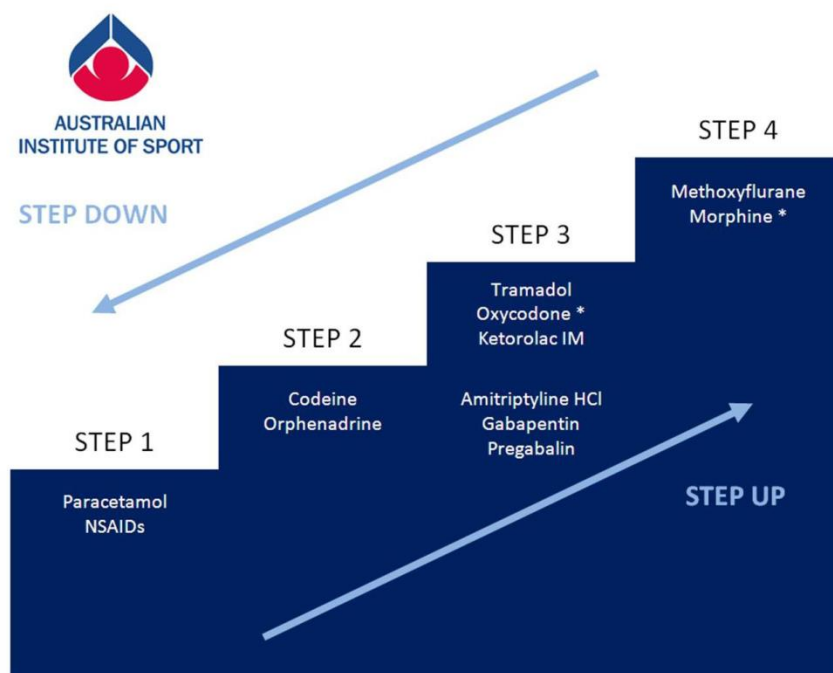 AUSTRALIAN
INSTITUTE OF SPORT
STEP DOWN
STEP 4
Methoxyflurane
Morphine *
STEP 3
Tramadol
Oxycodone *
Ketorolac IM
Amitriptyline HCl
Gabapentin
Pregabalin
STEP 2
Codeine
Orphenadrine
STEP 1
Paracetamol
NSAIDs
STEP UP